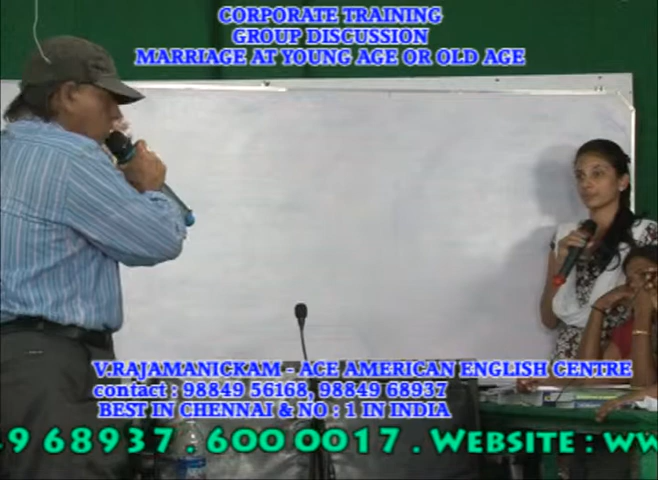 CORPORATE TRAINING
GROUP DISCUSSION
MARRIAGE AT YOUNG AGE OR OLD AGE
V.RAJAMANICKAM - ACE AMERICAN ENGLISH CENTRE
contact : 98849 56168, 98849 68937
BEST IN CHENNAI & NO : 1 IN INDIA
49 68937 . 600 0017 . WEBSITE : WW